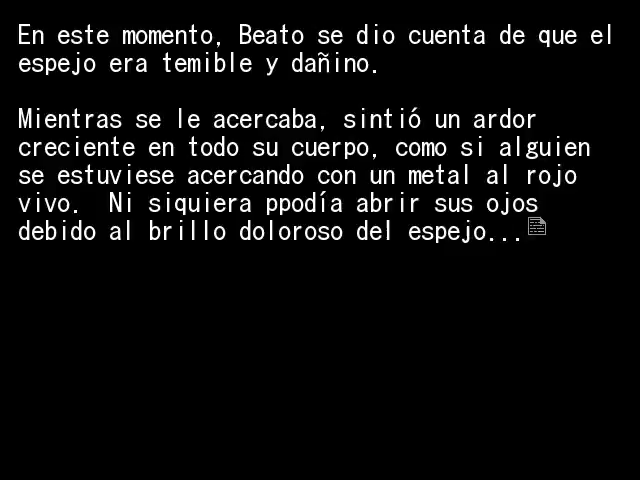 En este momento, Beato se dio cuenta de que el
espejo era temible y dañino.
Mientras se le acercaba, sintió un ardor
creciente en todo su cuerpo, como si alguien
se estuviese acercando con un metal al rojo
vivo.  Ni siquiera ppodía abrir sus ojos
debido al brillo doloroso del espejo...